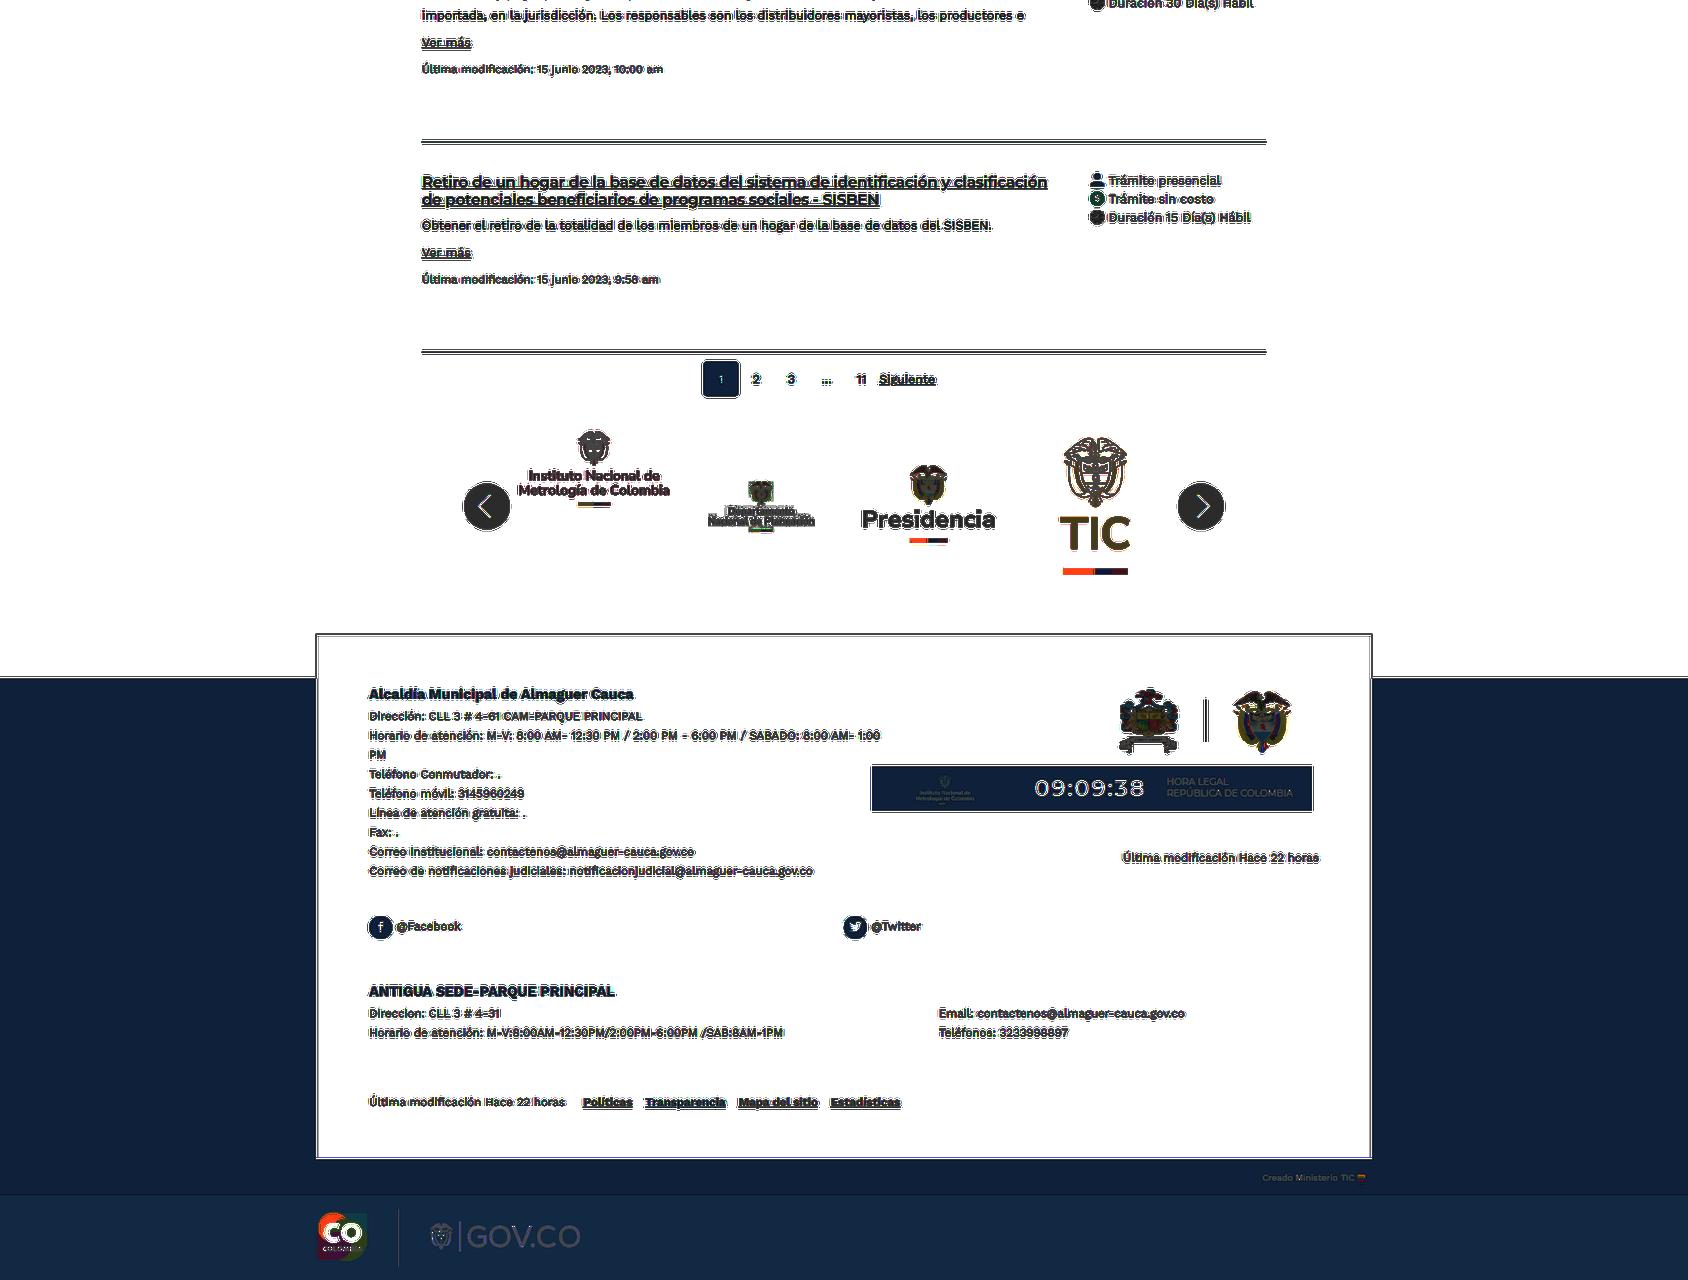 importada, en la jurisdicción. Los responsables son los distribuidores mayoristas, los productores e
Duración 30 Día(s) Hábil
Ver más
Última modificación: 15 junio 2023, 10:00 am
Retiro de un hogar de la base de datos del sistema de identificación y clasificación
de potenciales beneficiarios de programas sociales - SISBEN
Trámite presencial
Trámite sin costo
Duración 15 Día(s) Hábil
Obtener el retiro de la totalidad de los miembros de un hogar de la base de datos del SISBEN.
Ver más
Última modificación: 15 junio 2023, 9:58 am
1 2 3 ... 11 Siguiente
Instituto Nacional de
Metrología de Colombia
Departamento
Nacional de Planeación
Presidencia
TIC
Alcaldía Municipal de Almaguer Cauca
Dirección: CLL 3 # 4-61 CAM-PARQUE PRINCIPAL
Horario de atención: M-V: 8:00 AM- 12:30 PM / 2:00 PM - 6:00 PM / SABADO: 8:00 AM- 1:00
PM
Teléfono Conmutador: .
Teléfono móvil: 3145960249
Línea de atención gratuita: .
Fax: .
Correo institucional: contactenos@almaguer-cauca.gov.co
Correo de notificaciones judiciales: notificacionjudicial@almaguer-cauca.gov.co
Instituto Nacional de
Metrología de Colombia
09:09:38
HORA LEGAL
REPÚBLICA DE COLOMBIA
Última modificación Hace 22 horas
@Facebook
@Twitter
ANTIGUA SEDE-PARQUE PRINCIPAL
Direccion: CLL 3 # 4-31
Horario de atención: M-V:8:00AM-12:30PM/2:00PM-6:00PM /SAB:8AM-1PM
Email: contactenos@almaguer-cauca.gov.co
Teléfonos: 3233998897
Última modificación Hace 22 horas Políticas Transparencia Mapa del sitio Estadísticas
Creado Ministerio TIC
CO
COLOMBIA
GOV.CO